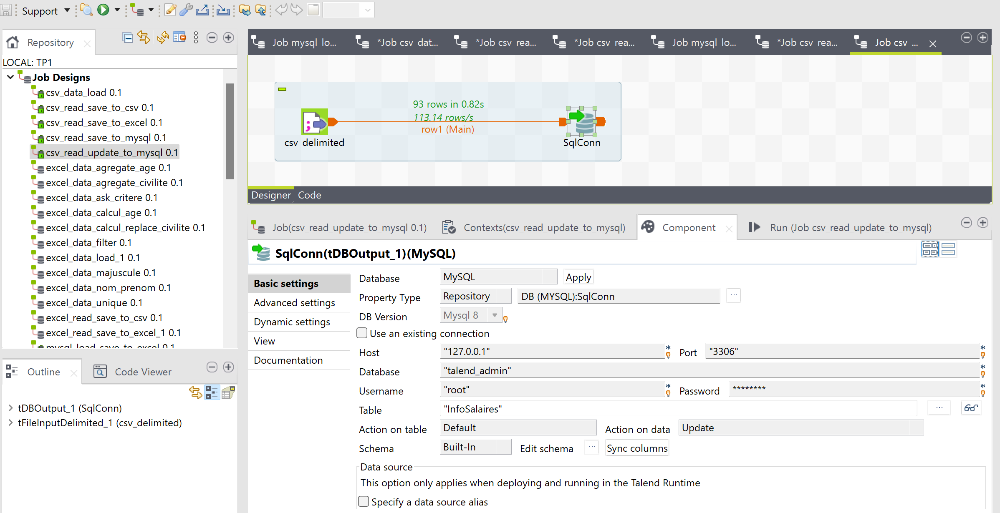 Support
Repository
LOCAL: TP1
Job Designs
csv_data_load 0.1
csv_read_save_to_csv 0.1
csv_read_save_to_excel 0.1
csv_read_save_to_mysql 0.1
csv_read_update_to_mysql 0.1
excel_data_agregate_age 0.1
excel_data_agregate_civilite 0.1
excel_data_ask_critere 0.1
excel_data_calcul_age 0.1
excel_data_calcul_replace_civilite 0.1
excel_data_filter 0.1
excel_data_load_1 0.1
excel_data_majuscule 0.1
excel_data_nom_prenom 0.1
excel_data_unique 0.1
excel_read_save_to_csv 0.1
excel_read_save_to_excel_1 0.1
mysql_load_save_to_excel 0.1
Outline
Code Viewer
tDBOutput_1 (SqlConn)
tFileInputDelimited_1 (csv_delimited)
Job mysql_lo... *Job csv_dat... *Job csv_rea... *Job csv_rea... Job mysql_lo... *Job csv_rea... Job csv_...
93 rows in 0.82s
113.14 rows/s
row1 (Main)
csv_delimited
SqlConn
Designer Code
Job(csv_read_update_to_mysql 0.1) Contexts(csv_read_update_to_mysql) Component Run (Job csv_read_update_to_mysql)
SqlConn(tDBOutput_1)(MySQL)
Basic settings
Advanced settings
Dynamic settings
View
Documentation
Database MySQL Apply
Property Type Repository DB (MYSQL):SqlConn ...
DB Version Mysql 8
Use an existing connection
Host "127.0.0.1" * Port "3306" *
Database "talend_admin" *
Username "root" * Password ******** *
Table "InfoSalaires" ...
Action on table Default Action on data Update
Schema Built-In Edit schema ... Sync columns
Data source
This option only applies when deploying and running in the Talend Runtime
Specify a data source alias